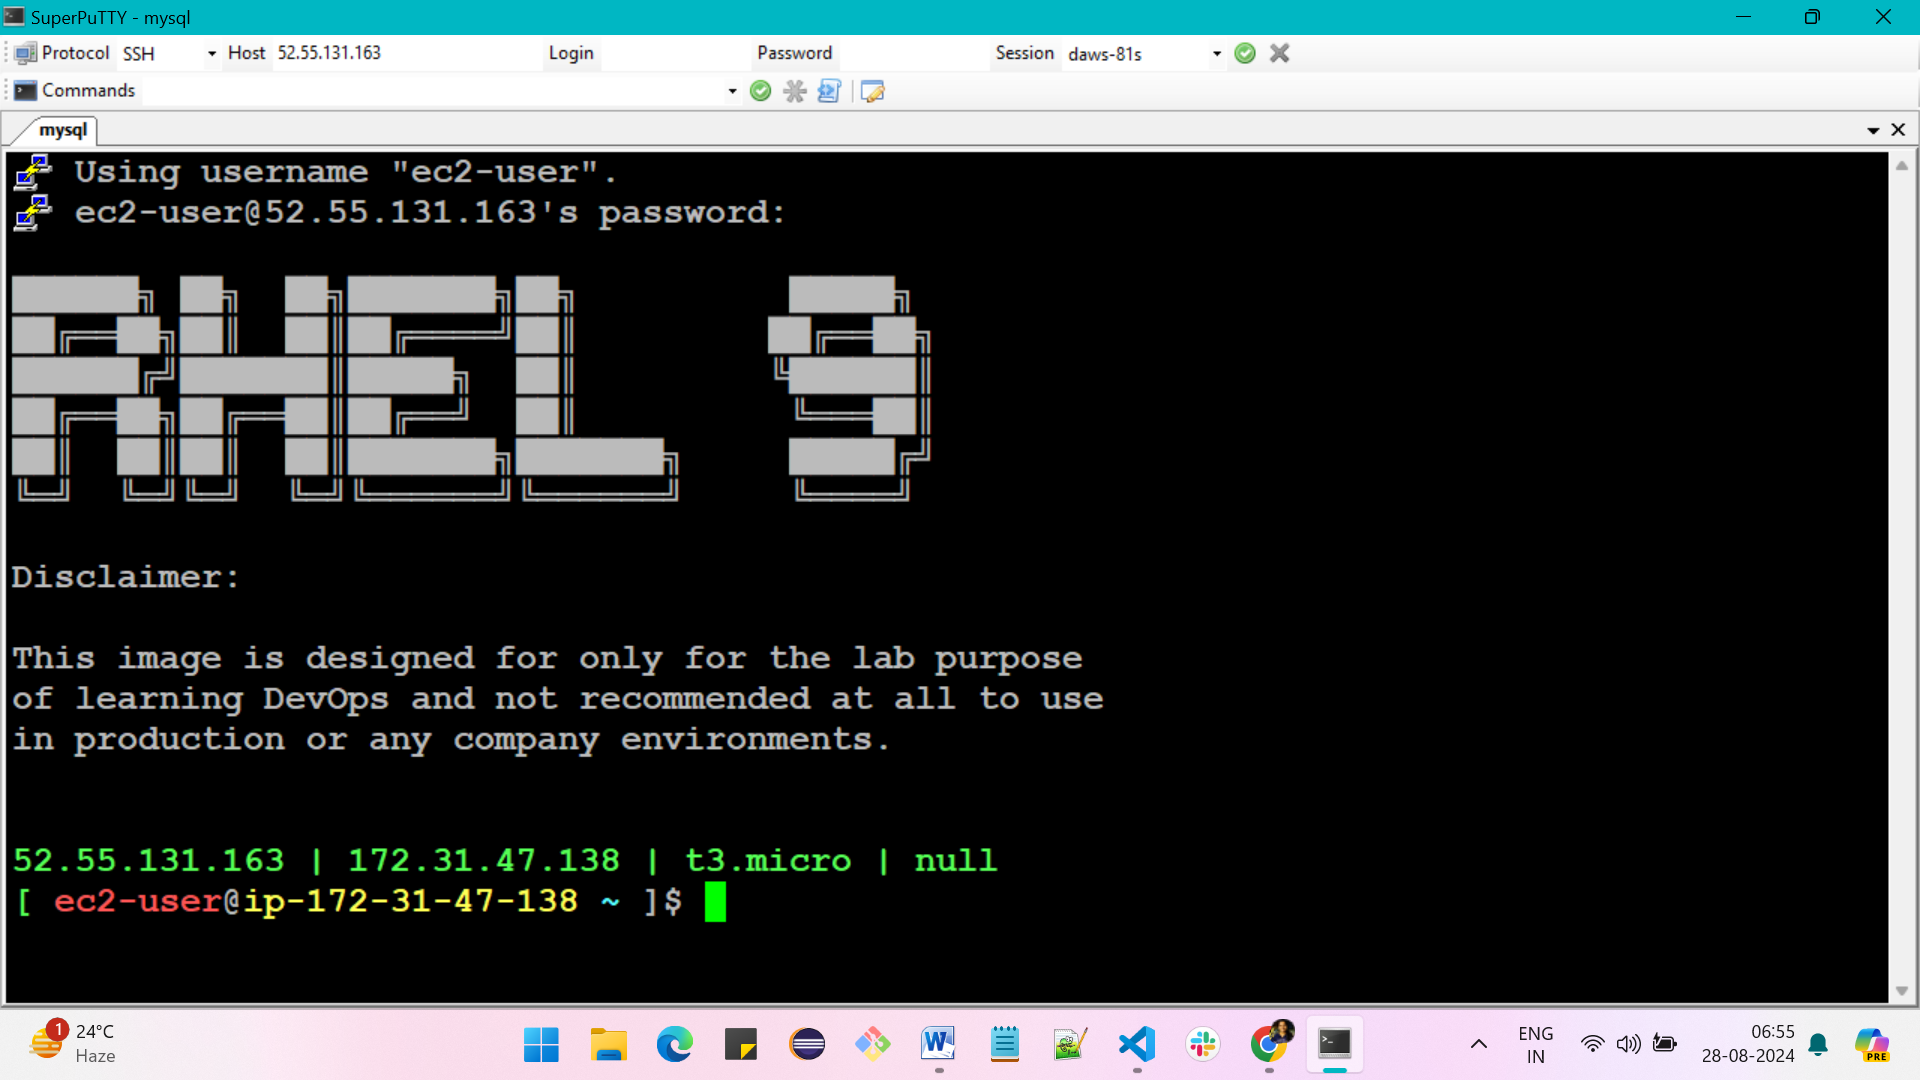 SuperPuTTY - mysql
Protocol SSH Host 52.55.131.163 Login Password Session daws-81s
Commands
mysql
Using username "ec2-user".
ec2-user@52.55.131.163's password:
RHEL 9
Disclaimer:
This image is designed for only for the lab purpose
of learning DevOps and not recommended at all to use
in production or any company environments.
52.55.131.163 | 172.31.47.138 | t3.micro | null
[ ec2-user@ip-172-31-47-138 ~ ]$
1 24°C
Haze
ENG
IN
06:55
28-08-2024
PRE